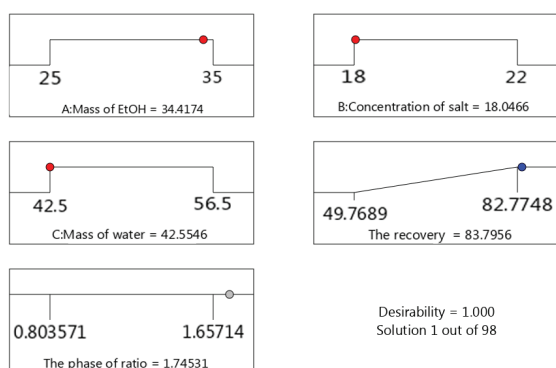 25 35
A:Mass of EtOH = 34.4174
18 22
B:Concentration of salt = 18.0466
42.5 56.5
C:Mass of water = 42.5546
49.7689 82.7748
The recovery = 83.7956
0.803571 1.65714
The phase of ratio = 1.74531
Desirability = 1.000
Solution 1 out of 98